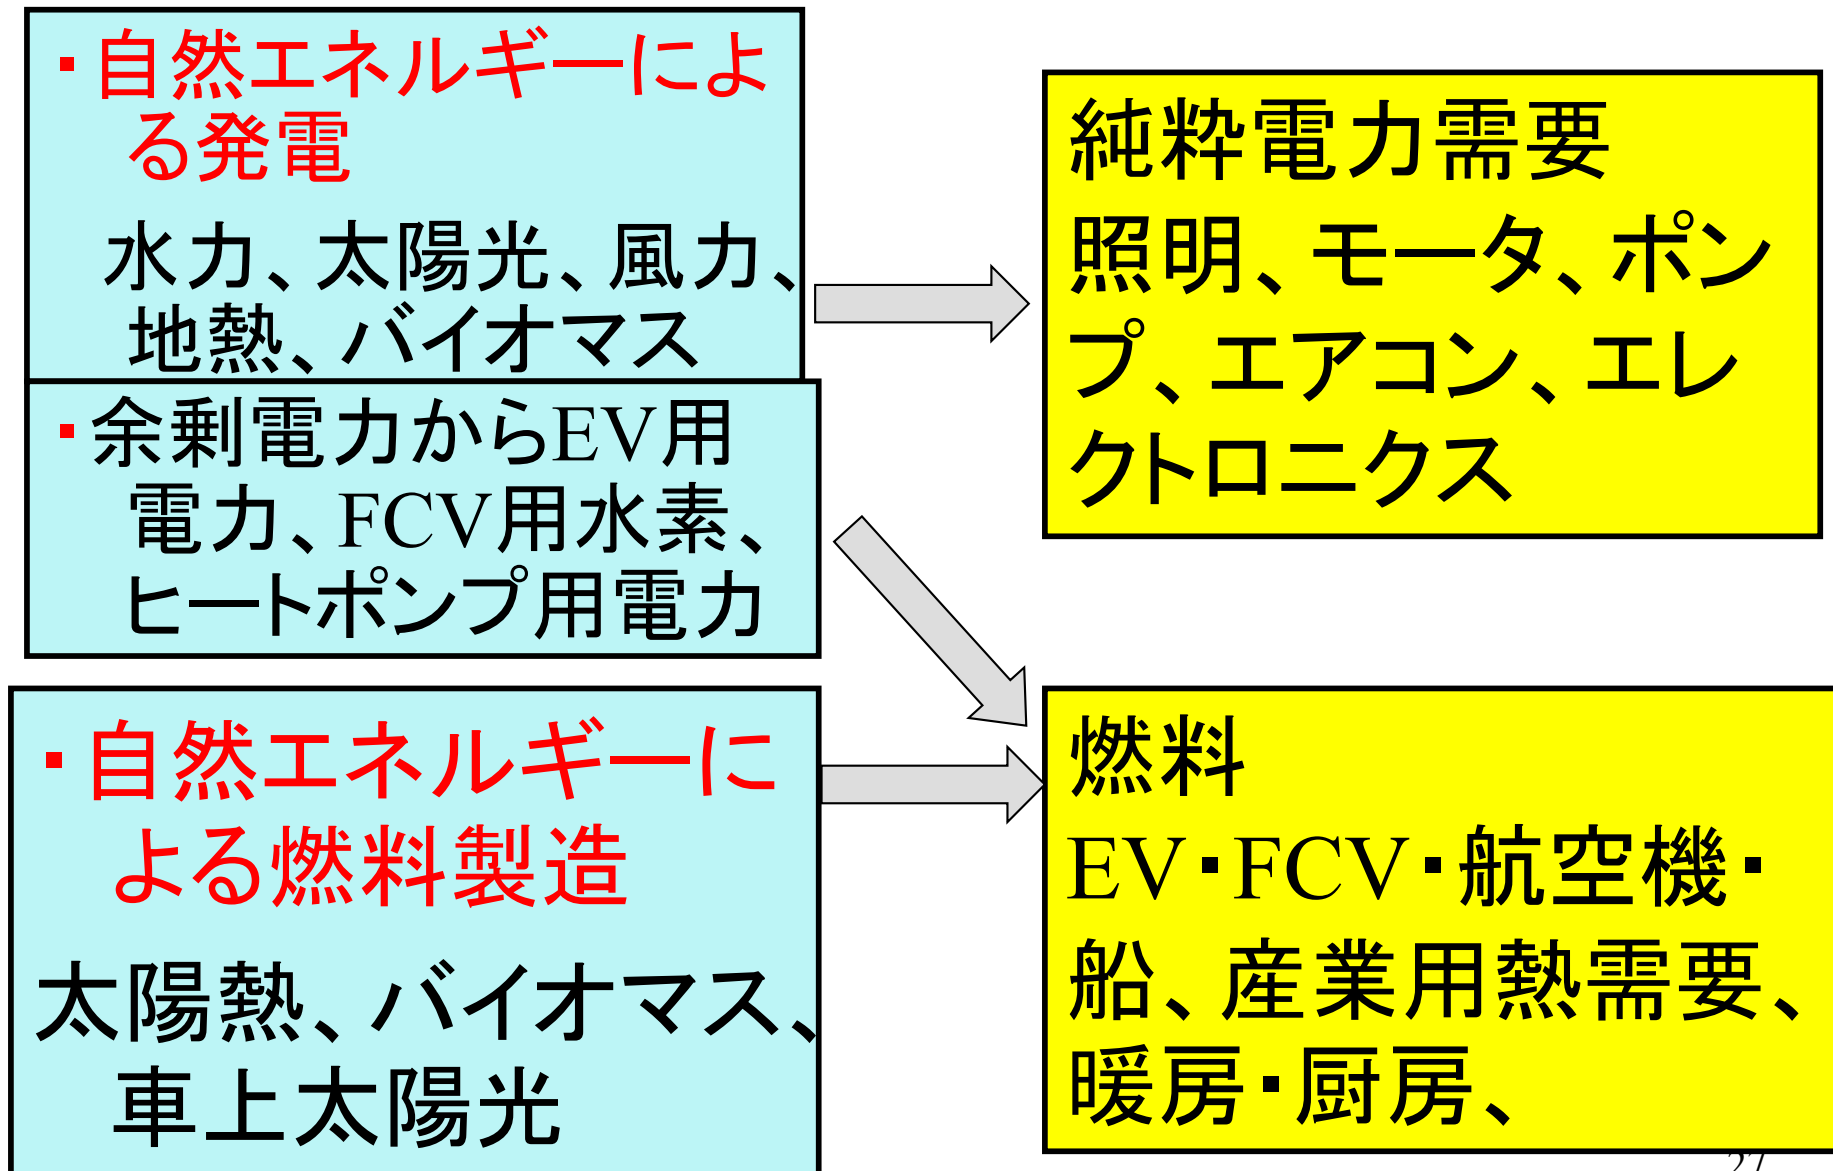 ・自然エネルギーによ
る発電
水力、太陽光、風力、
地熱、バイオマス
・余剰電力からEV用
電力、FCV用水素、
ヒートポンプ用電力
・自然エネルギーに
よる燃料製造
太陽熱、バイオマス、
車上太陽光
純粋電力需要
照明、モータ、ポン
プ、エアコン、エレ
クトロニクス
燃料
EV・FCV・航空機・
船、産業用熱需要、
暖房・厨房、
27